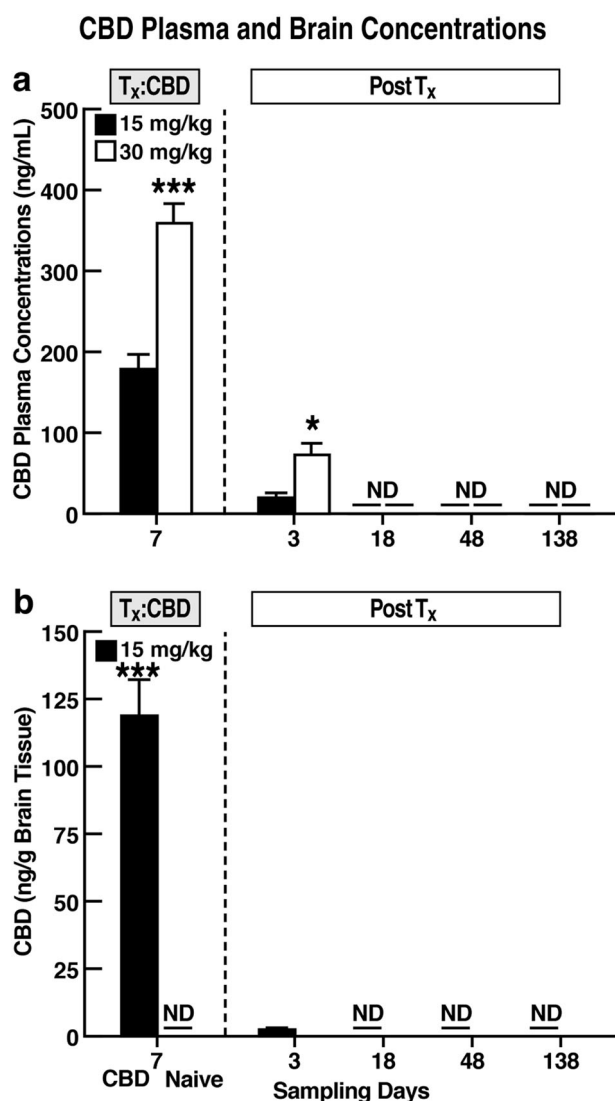 CBD Plasma and Brain Concentrations
a
Tx:CBD
Post Tx
CBD Plasma Concentrations (ng/mL)
500
400
300
200
100
0
15 mg/kg
30 mg/kg
***
*
ND
ND
ND
7
3
18
48
138
b
Tx:CBD
Post Tx
CBD (ng/g Brain Tissue)
150
125
100
75
50
25
0
15 mg/kg
***
ND
ND
ND
ND
7
3
18
48
138
CBD Naive
Sampling Days